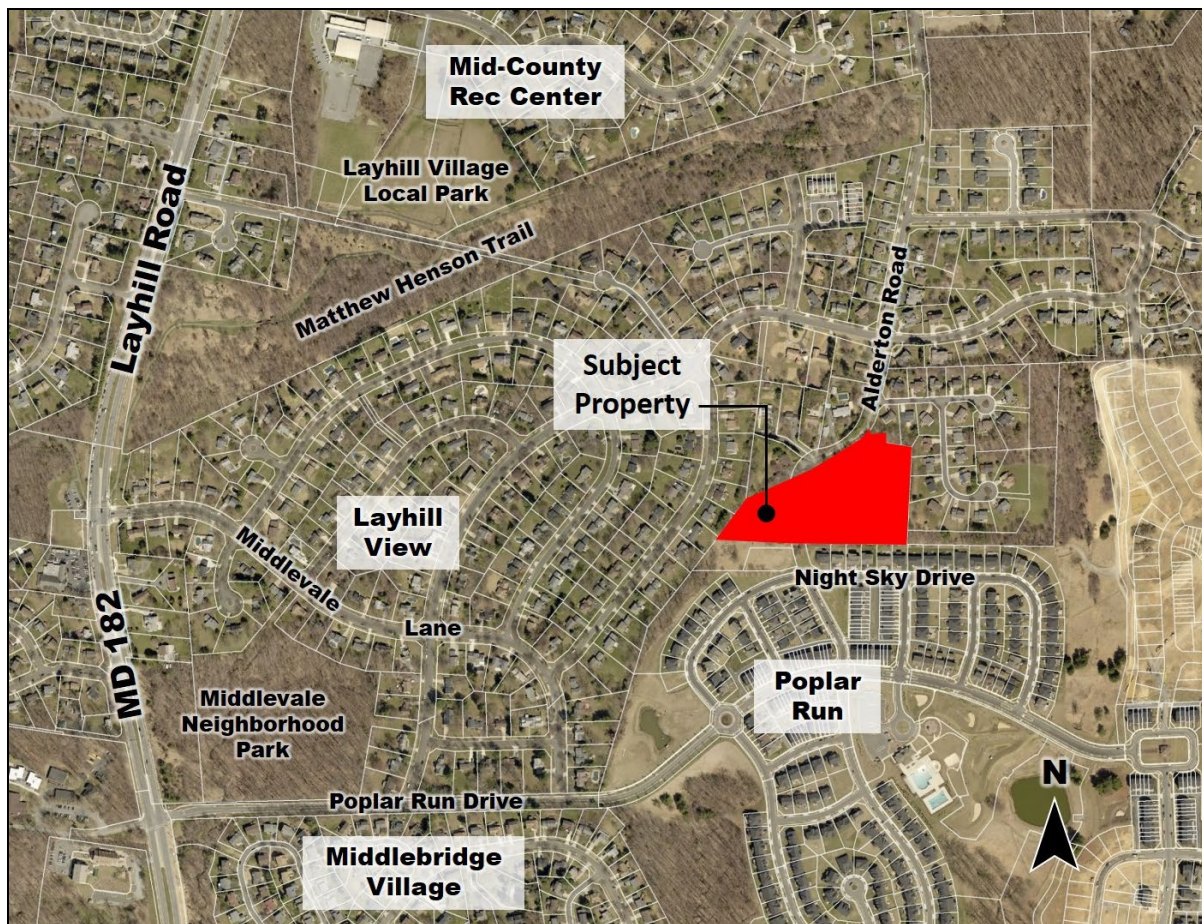 Mid-County
Rec Center
Layhill Village
Local Park
Layhill Road
Matthew Henson Trail
Alderton Road
Subject
Property
Layhill
View
Middlevale
Lane
Night Sky Drive
MD 182
Middlevale
Neighborhood
Park
Poplar
Run
N
Poplar Run Drive
Middlebridge
Village